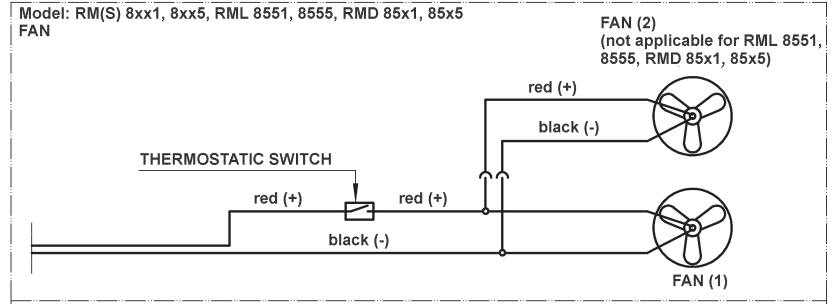 Model: RM(S) 8xx1, 8xx5, RML 8551, 8555, RMD 85x1, 85x5
FAN
FAN (2)
(not applicable for RML 8551,
8555, RMD 85x1, 85x5)
red (+)
black (-)
THERMOSTATIC SWITCH
red (+)
red (+)
black (-)
FAN (1)